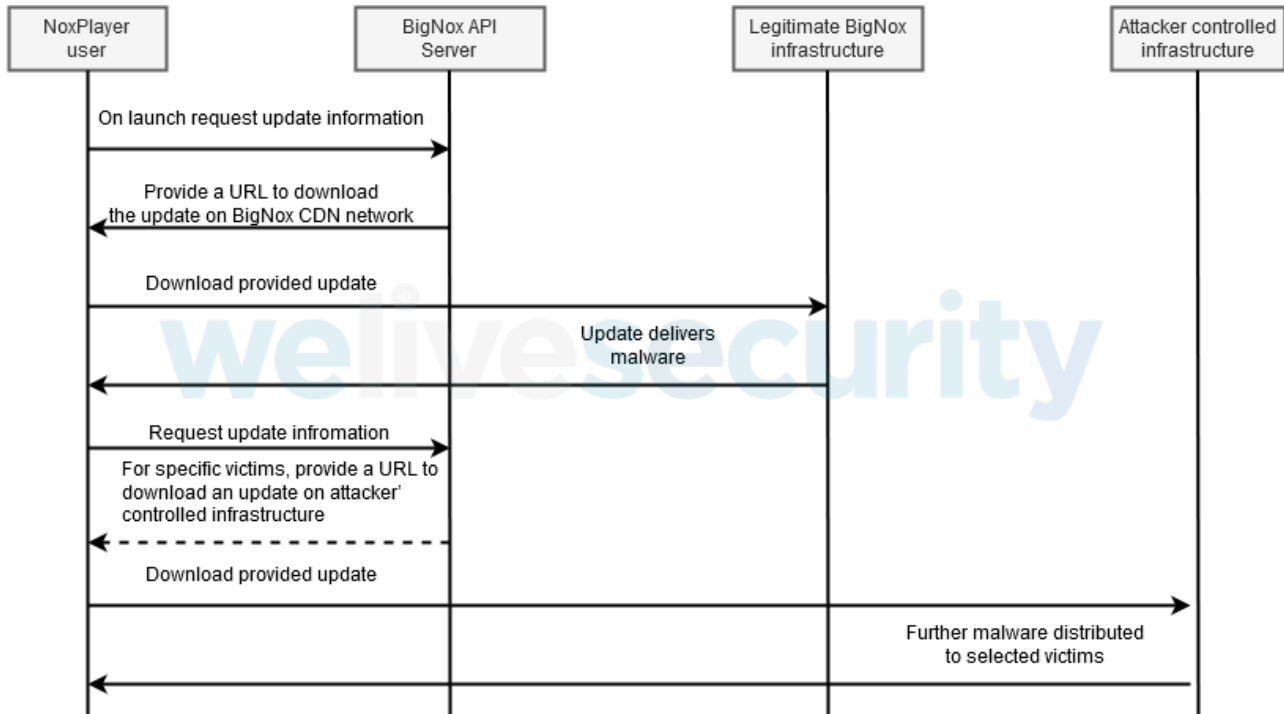 NoxPlayer
user
BigNox API
Server
Legitimate BigNox
infrastructure
Attacker controlled
infrastructure
On launch request update information
Provide a URL to download
the update on BigNox CDN network
Download provided update
Update delivers
malware
welivesecurity
Request update infromation
For specific victims, provide a URL to
download an update on attacker'
controlled infrastructure
Download provided update
Further malware distributed
to selected victims